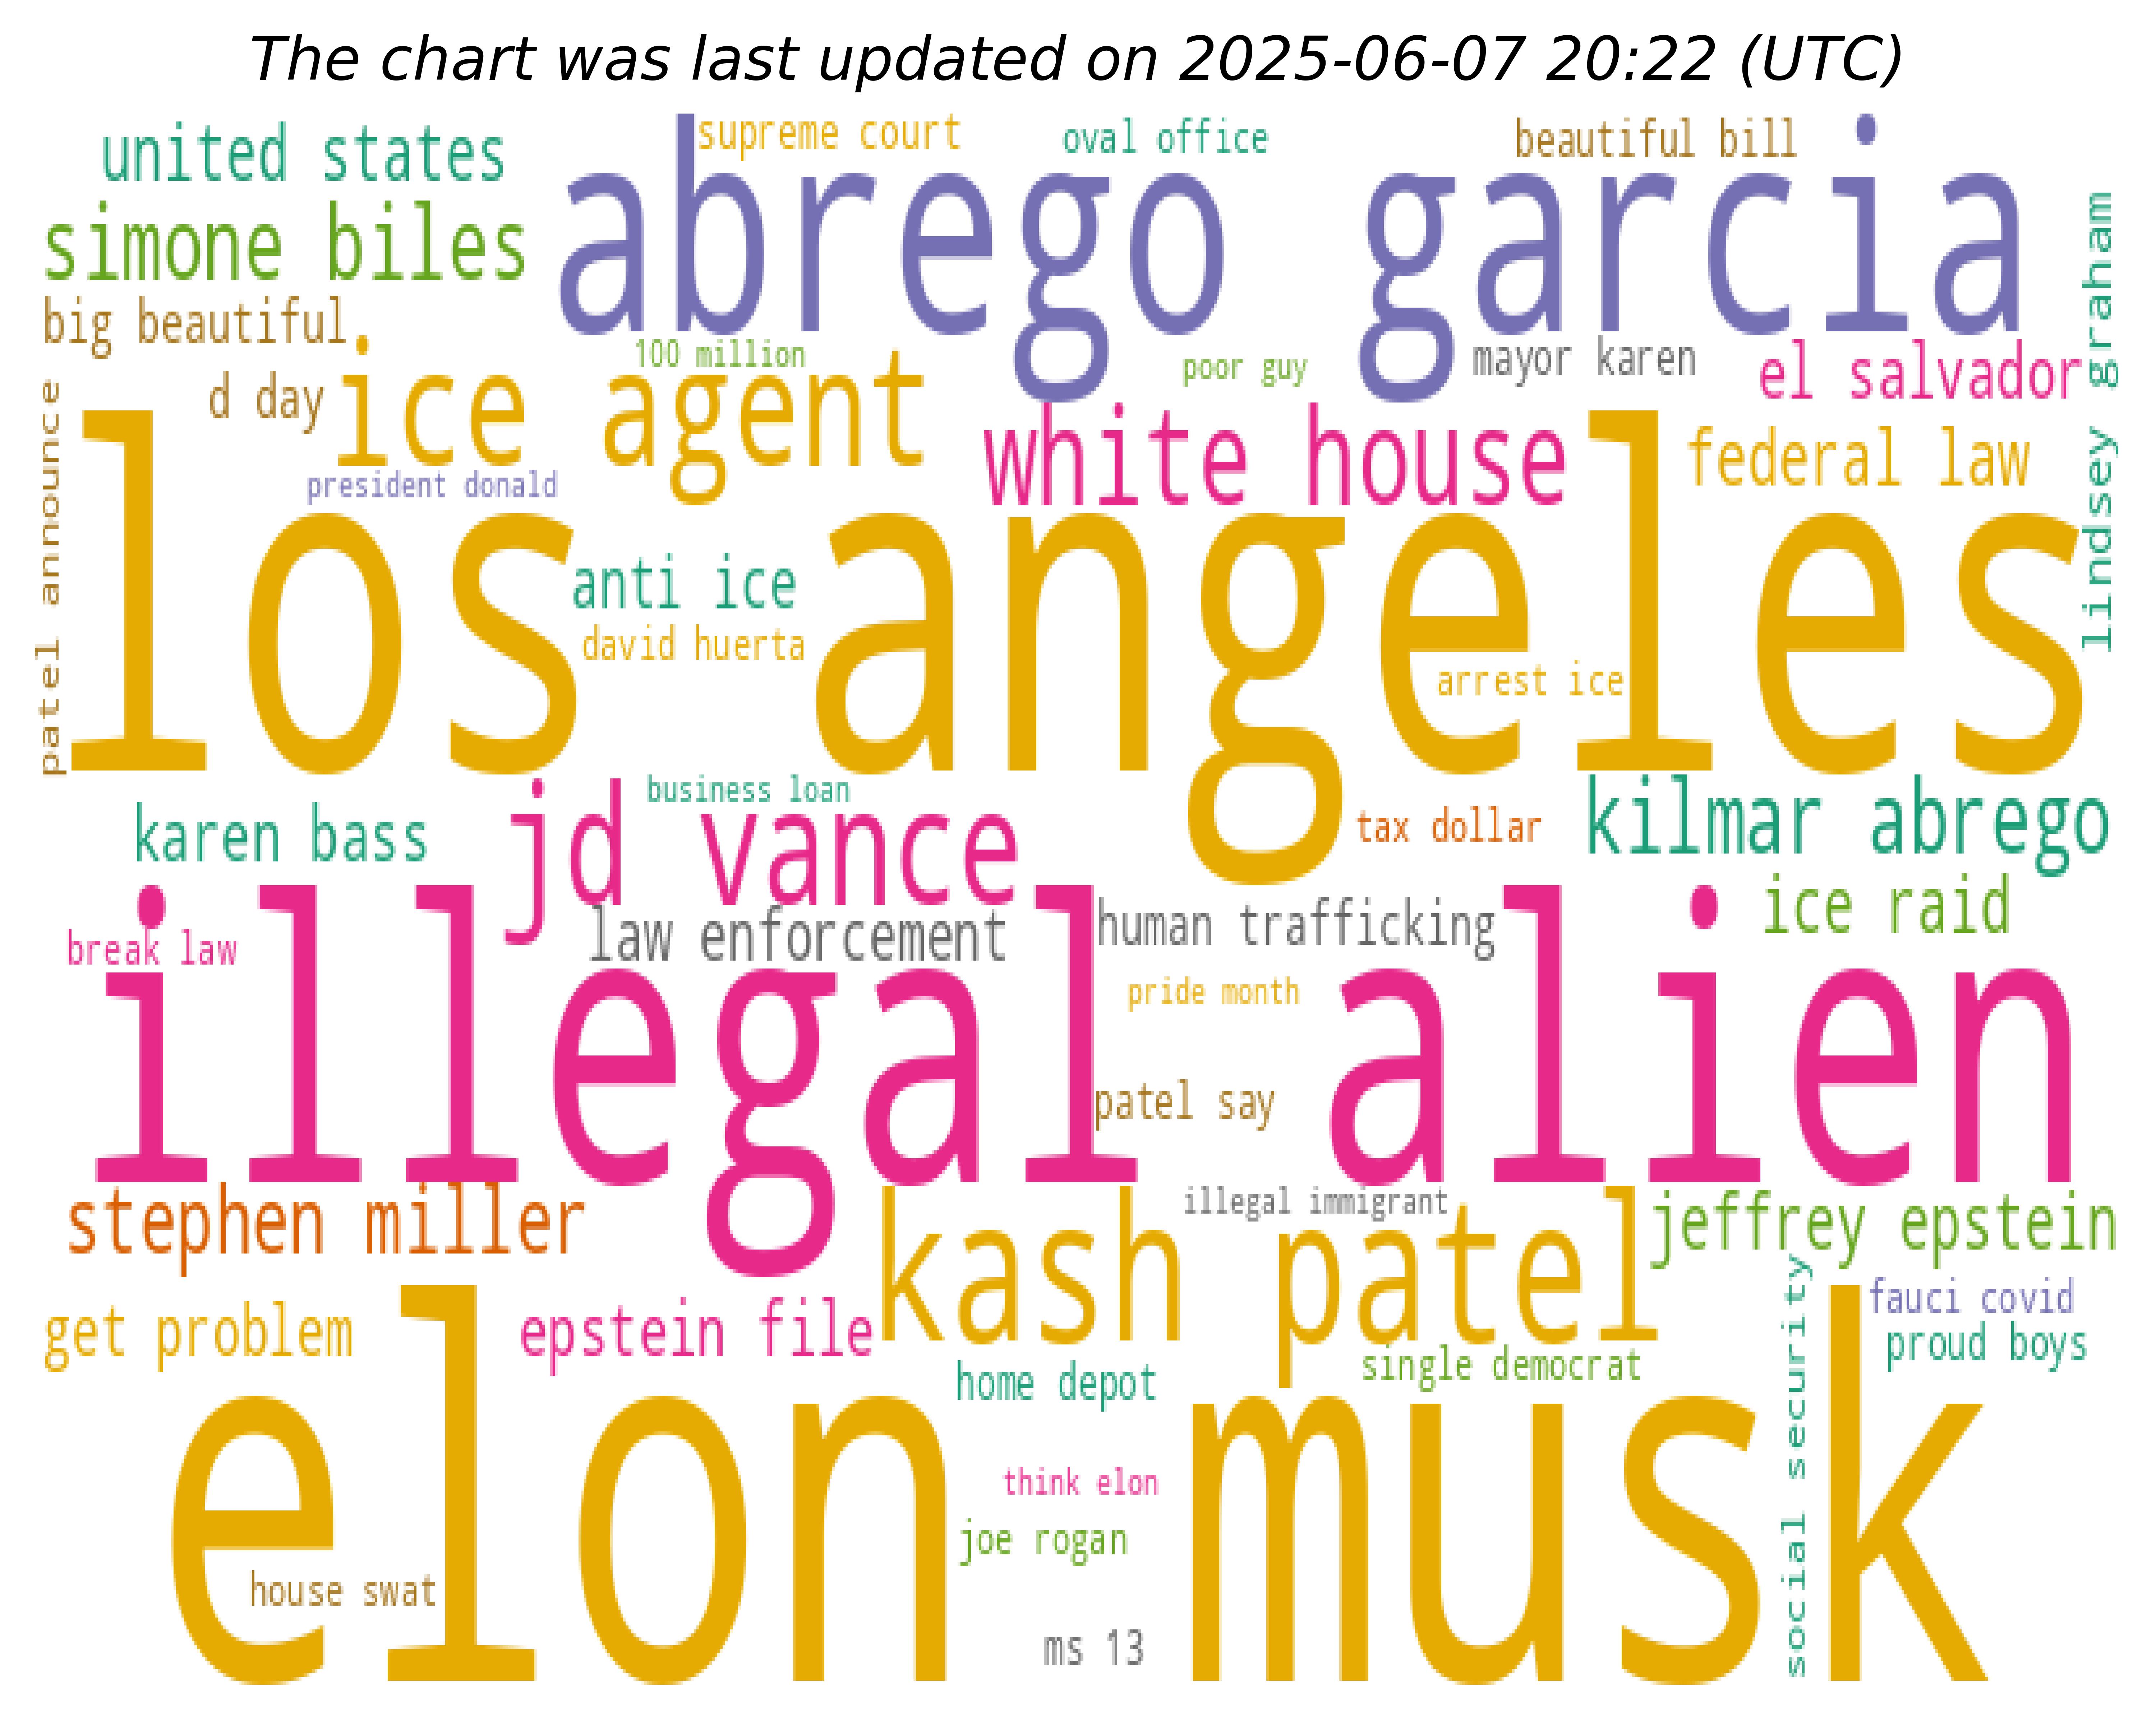 The chart was last updated on 2025-06-07 20:22 (UTC)
united states
supreme court
oval office
beautiful bill
abrego garcia
simone biles
lindsey graham
big beautiful
100 million
poor guy
mayor karen
el salvador
d day
ice agent
white house
federal law
patel announce
president donald
los angeles
anti ice
david huerta
arrest ice
karen bass
jd vance
business loan
tax dollar
kilmar abrego
law enforcement
human trafficking
ice raid
break law
illegal alien
pride month
patel say
stephen miller
kash patel
illegal immigrant
jeffrey epstein
get problem
epstein file
fauci covid
proud boys
home depot
single democrat
social security
elon musk
think elon
joe rogan
house swat
ms 13